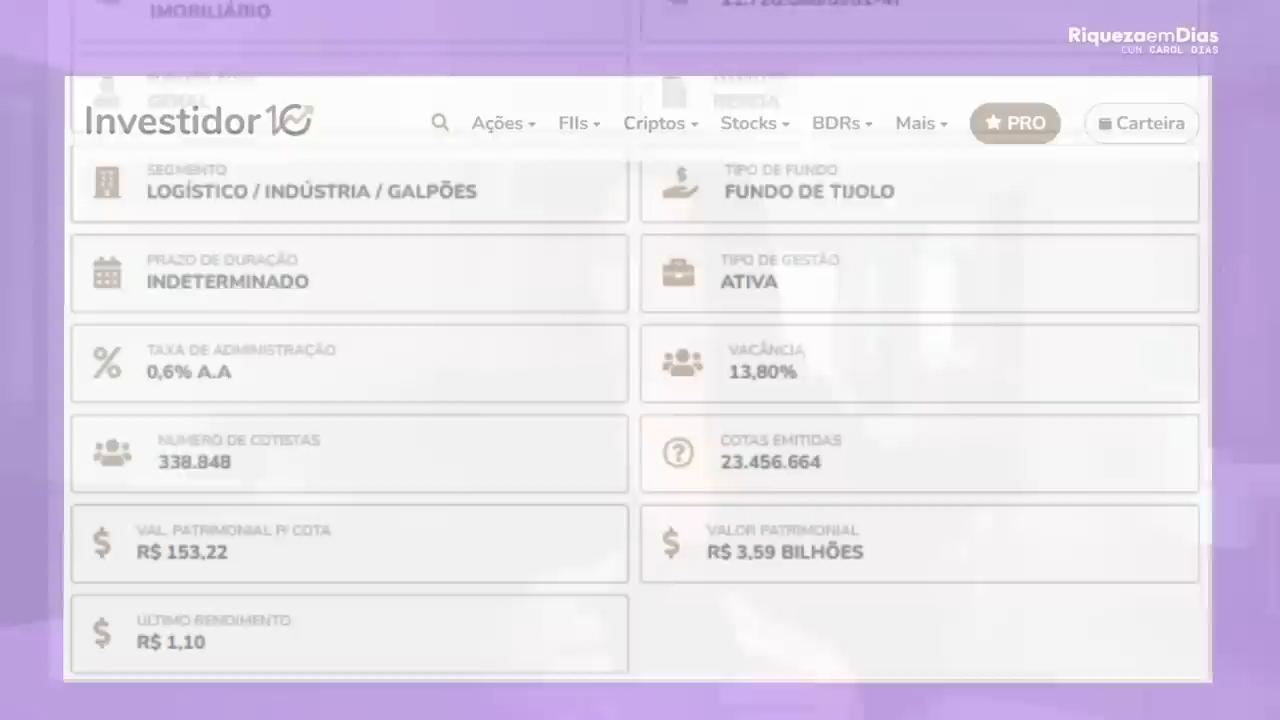 IMOBILIÁRIO
RiquezaemDias
COM CAROL DIAS
GERAL
RENDA
Investidor10
Ações
FIIs
Criptos
Stocks
BDRs
Mais
PRO
Carteira
SEGMENTO
LOGÍSTICO / INDÚSTRIA / GALPÕES
TIPO DE FUNDO
FUNDO DE TIJOLO
PRAZO DE DURAÇÃO
INDETERMINADO
TIPO DE GESTÃO
ATIVA
TAXA DE ADMINISTRAÇÃO
0,6% A.A
VACÂNCIA
13,80%
NUMERO DE COTISTAS
338.848
COTAS EMITIDAS
23.456.664
VAL. PATRIMONIAL P/ COTA
R$ 153,22
VALOR PATRIMONIAL
R$ 3,59 BILHÕES
ÚLTIMO RENDIMENTO
R$ 1,10